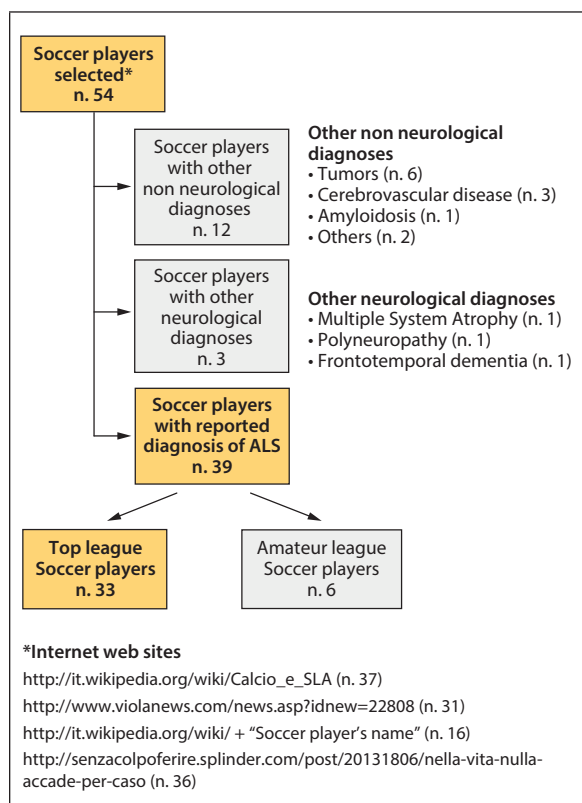 Soccer players
selected*
n. 54
Soccer players
with other
non neurological
diagnoses
n. 12
Other non neurological
diagnoses
• Tumors (n. 6)
• Cerebrovascular disease (n. 3)
• Amyloidosis (n. 1)
• Others (n. 2)
Soccer players
with other
neurological
diagnoses
n. 3
Other neurological diagnoses
• Multiple System Atrophy (n. 1)
• Polyneuropathy (n. 1)
• Frontotemporal dementia (n. 1)
Soccer players
with reported
diagnosis of ALS
n. 39
Top league
Soccer players
n. 33
Amateur league
Soccer players
n. 6
*Internet web sites
http://it.wikipedia.org/wiki/Calcio_e_SLA (n. 37)
http://www.violanews.com/news.asp?idnew=22808 (n. 31)
http://it.wikipedia.org/wiki/ + “Soccer player’s name” (n. 16)
http://senzacolpoferire.splinder.com/post/20131806/nella-vita-nulla-
accade-per-caso (n. 36)